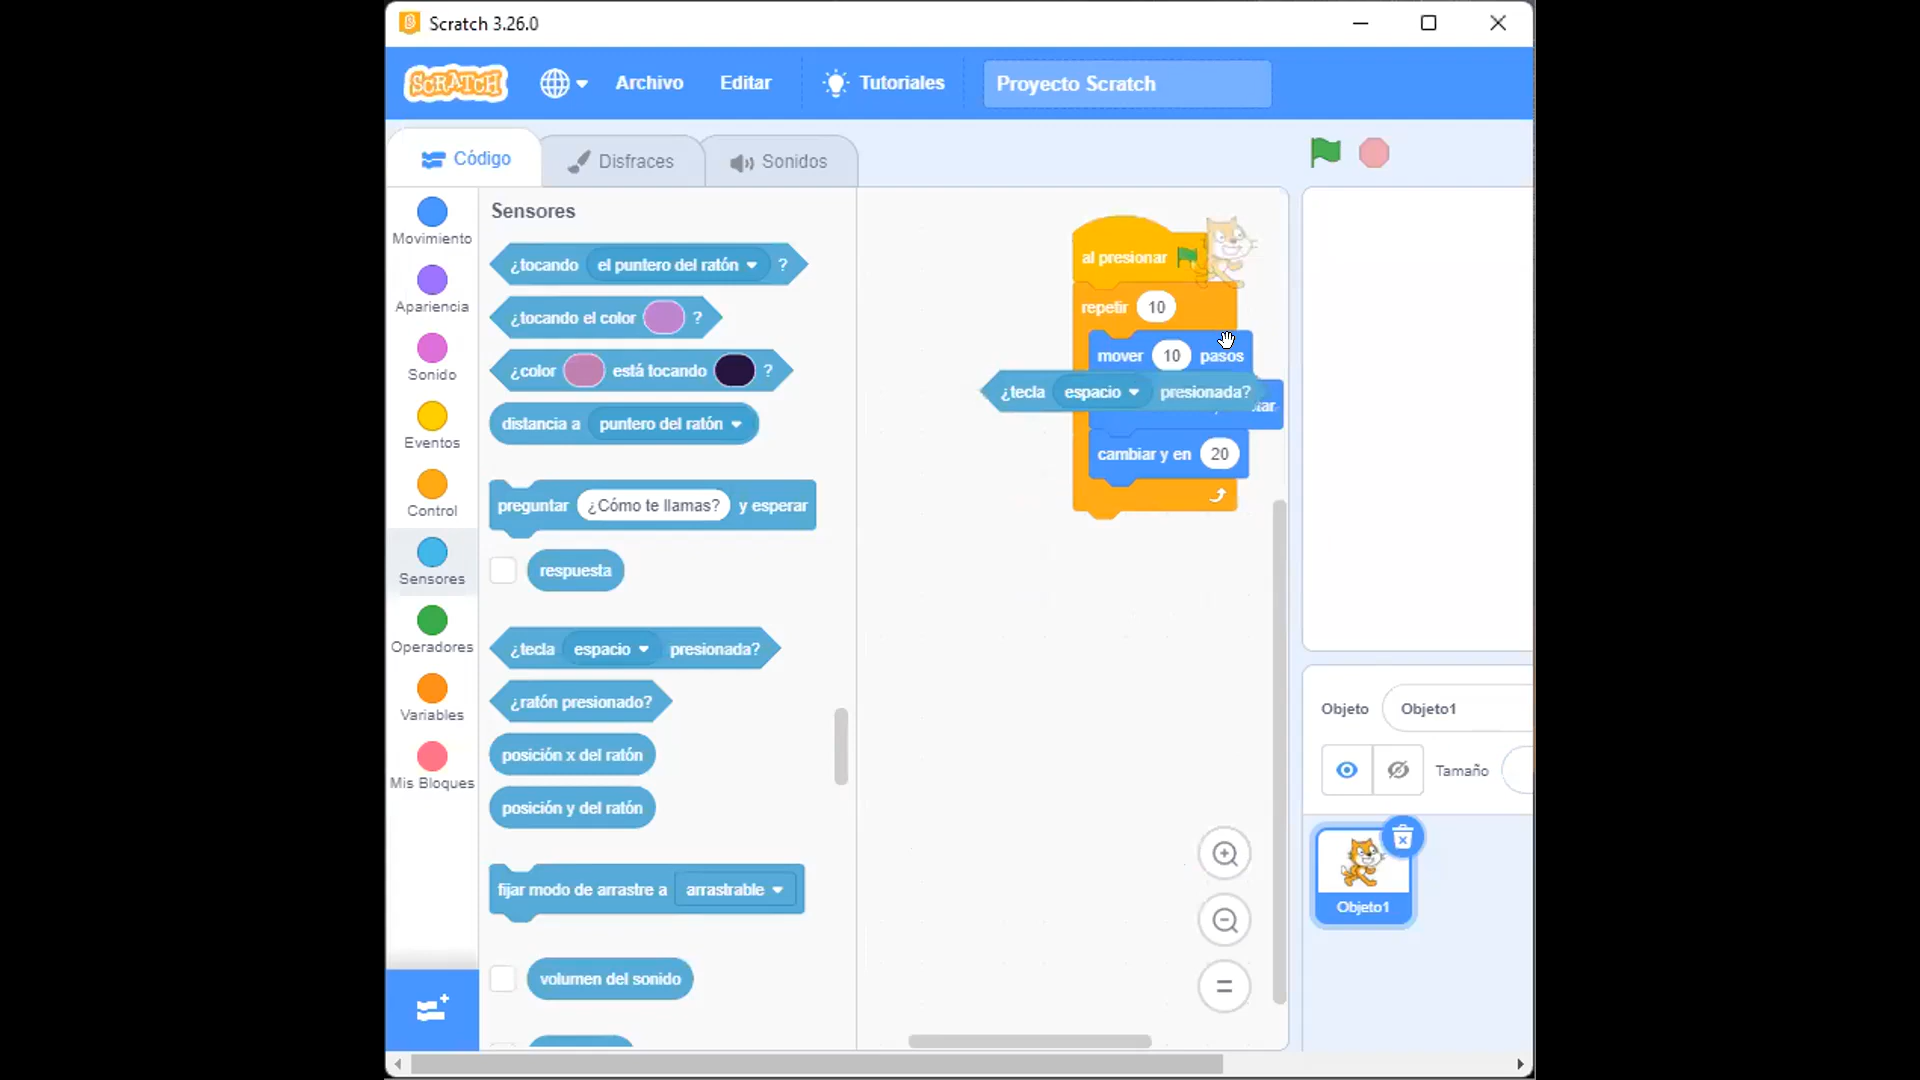 Scratch 3.26.0
SCRATCH
Archivo
Editar
Tutoriales
Proyecto Scratch
Código
Disfraces
Sonidos
Movimiento
Apariencia
Sonido
Eventos
Control
Sensores
Operadores
Variables
Mis Bloques
Sensores
¿tocando el puntero del ratón ?
¿tocando el color ?
¿color está tocando ?
distancia a puntero del ratón
preguntar ¿Cómo te llamas? y esperar
respuesta
¿tecla espacio presionada?
¿ratón presionado?
posición x del ratón
posición y del ratón
fijar modo de arrastre a arrastrable
volumen del sonido
al presionar
repetir 10
mover 10 pasos
¿tecla espacio presionada?
cambiar y en 20
Objeto Objeto1
Tamaño
Objeto1